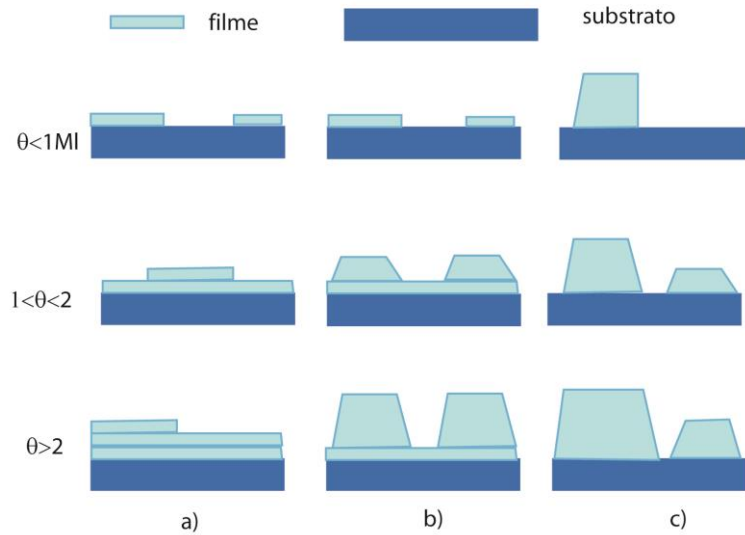 filme
substrato
θ<1Ml
1<θ<2
θ>2
a)
b)
c)